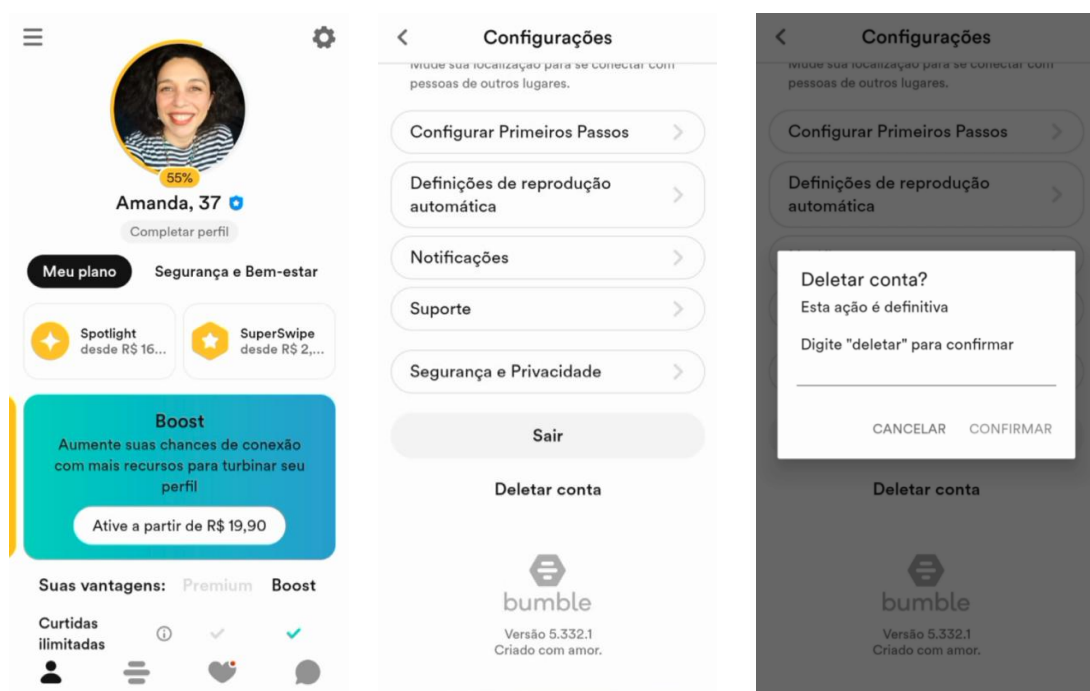 55%
Amanda, 37
Completar perfil
Meu plano
Segurança e Bem-estar
Spotlight
desde R$ 16...
SuperSwipe
desde R$ 2,...
Boost
Aumente suas chances de conexão
com mais recursos para turbinar seu
perfil
Ative a partir de R$ 19,90
Suas vantagens: Premium Boost
Curtidas
ilimitadas
Configurações
Mude sua localização para se conectar com
pessoas de outros lugares.
Configurar Primeiros Passos
Definições de reprodução
automática
Notificações
Suporte
Segurança e Privacidade
Sair
Deletar conta
bumble
Versão 5.332.1
Criado com amor.
Configurações
Mude sua localização para se conectar com
pessoas de outros lugares.
Configurar Primeiros Passos
Definições de reprodução
automática
Deletar conta?
Esta ação é definitiva
Digite "deletar" para confirmar
CANCELAR CONFIRMAR
Deletar conta
bumble
Versão 5.332.1
Criado com amor.